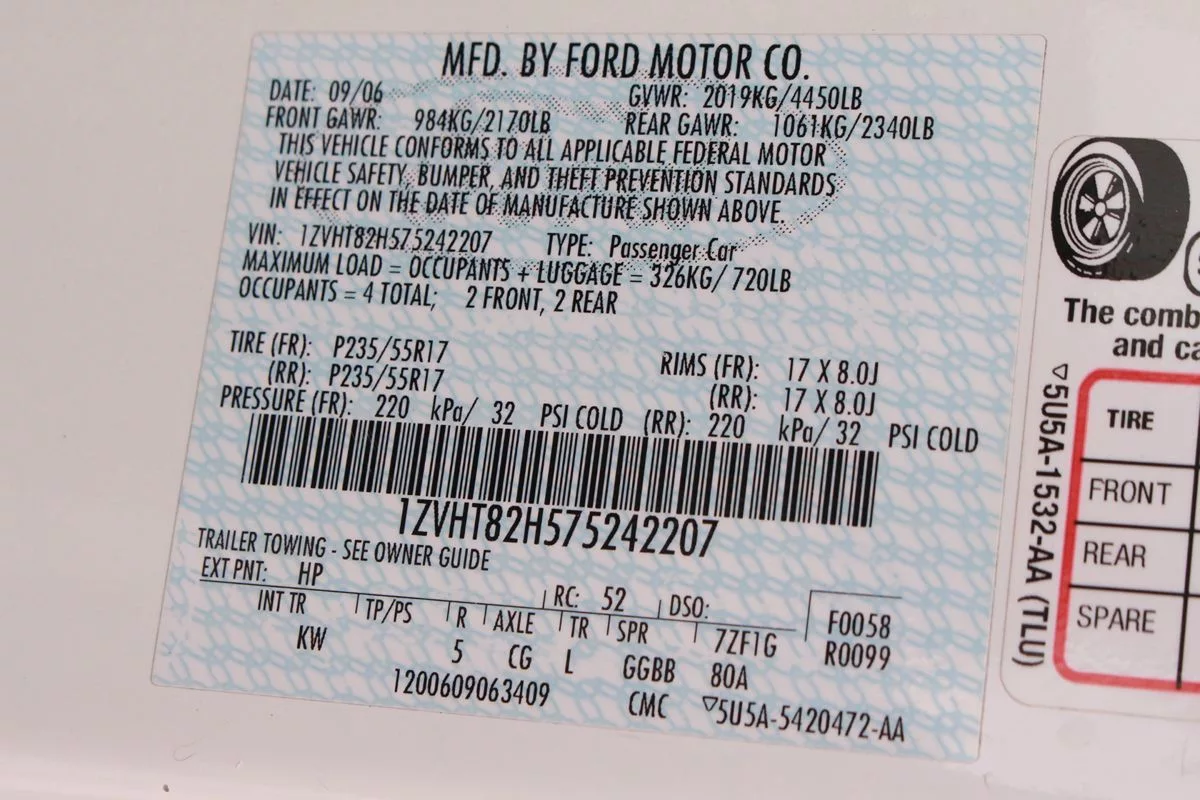 MFD. BY FORD MOTOR CO.
DATE: 09/06 GVWR: 2019KG/4450LB
FRONT GAWR: 984KG/2170LB REAR GAWR: 1061KG/2340LB
THIS VEHICLE CONFORMS TO ALL APPLICABLE FEDERAL MOTOR
VEHICLE SAFETY, BUMPER, AND THEFT PREVENTION STANDARDS
IN EFFECT ON THE DATE OF MANUFACTURE SHOWN ABOVE.
VIN: 1ZVHT82H575242207 TYPE: Passenger Car
MAXIMUM LOAD = OCCUPANTS + LUGGAGE = 326KG/ 720LB
OCCUPANTS = 4 TOTAL; 2 FRONT, 2 REAR
TIRE (FR): P235/55R17 RIMS (FR): 17 X 8.0J
(RR): P235/55R17 (RR): 17 X 8.0J
PRESSURE (FR): 220 kPa/ 32 PSI COLD (RR): 220 kPa/ 32 PSI COLD
1ZVHT82H575242207
TRAILER TOWING - SEE OWNER GUIDE
EXT PNT: HP RC: 52 DSO: F0058
INT TR TP/PS R AXLE TR SPR 7ZF1G R0099
KW 5 CG L GGBB 80A
1200609063409 CMC ▽5U5A-5420472-AA
The comb
and ca
▽5U5A-1532-AA (TLU)
TIRE
FRONT
REAR
SPARE